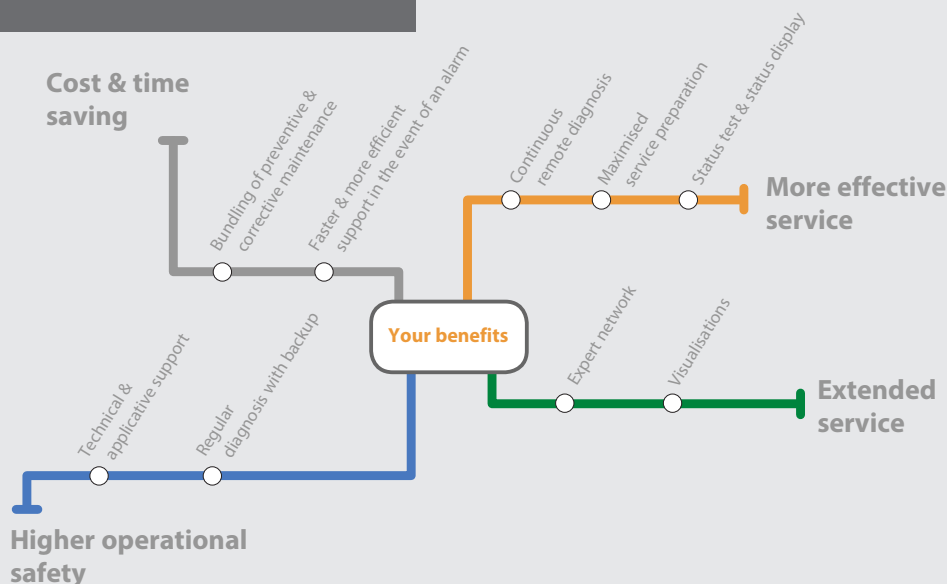 Cost & time
saving
Bundling of preventive &
corrective maintenance
Faster & more efficient
support in the event of an alarm
Continuous
remote diagnosis
Maximised
service preparation
Status test & status display
More effective
service
Your benefits
Technical &
applicative support
Regular
diagnosis with backup
Expert network
Visualisations
Extended
service
Higher operational
safety